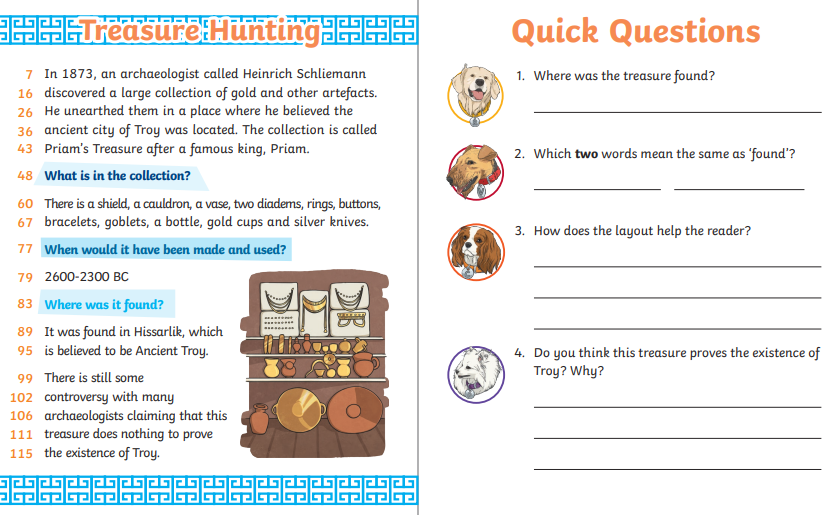 Treasure Hunting
7 In 1873, an archaeologist called Heinrich Schliemann
16 discovered a large collection of gold and other artefacts.
26 He unearthed them in a place where he believed the
36 ancient city of Troy was located. The collection is called
43 Priam's Treasure after a famous king, Priam.
48 What is in the collection?
60 There is a shield, a cauldron, a vase, two diadems, rings, buttons,
67 bracelets, goblets, a bottle, gold cups and silver knives.
77 When would it have been made and used?
79 2600-2300 BC
83 Where was it found?
89 It was found in Hissarlik, which
95 is believed to be Ancient Troy.
99 There is still some
102 controversy with many
106 archaeologists claiming that this
111 treasure does nothing to prove
115 the existence of Troy.
Quick Questions
1. Where was the treasure found?
2. Which two words mean the same as ‘found’?
3. How does the layout help the reader?
4. Do you think this treasure proves the existence of
Troy? Why?